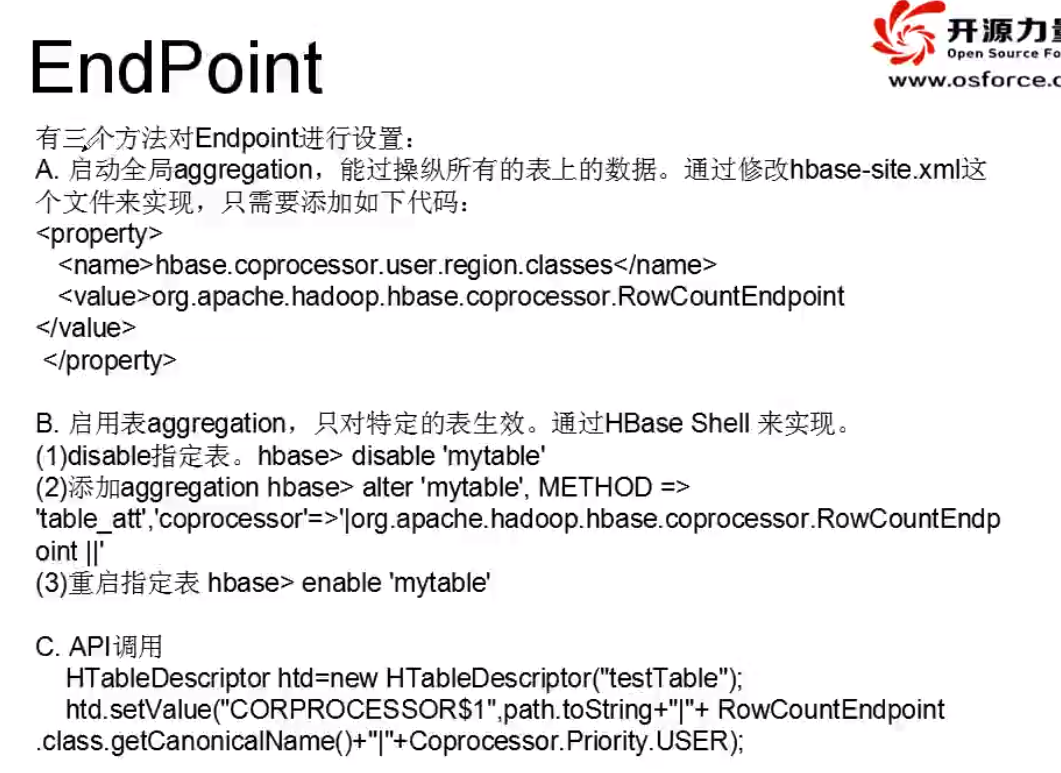 开源力
Open Source Fo
www.osforce.c
EndPoint
有三个方法对Endpoint进行设置：
A. 启动全局aggregation，能过操纵所有的表上的数据。通过修改hbase-site.xml这
个文件来实现，只需要添加如下代码：
<property>
<name>hbase.coprocessor.user.region.classes</name>
<value>org.apache.hadoop.hbase.coprocessor.RowCountEndpoint
</value>
</property>
B. 启用表aggregation，只对特定的表生效。通过HBase Shell 来实现。
(1)disable指定表。hbase> disable 'mytable'
(2)添加aggregation hbase> alter 'mytable', METHOD =>
'table_att','coprocessor'=>'|org.apache.hadoop.hbase.coprocessor.RowCountEndp
oint ||'
(3)重启指定表 hbase> enable 'mytable'
C. API调用
HTableDescriptor htd=new HTableDescriptor("testTable");
htd.setValue("CORPROCESSOR$1",path.toString+"|"+ RowCountEndpoint
.class.getCanonicalName()+"|"+Coprocessor.Priority.USER);